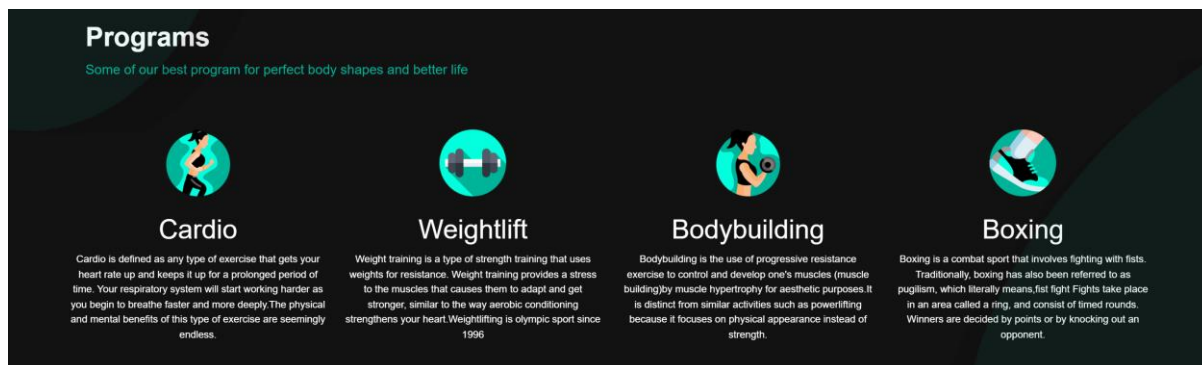 Programs
Some of our best program for perfect body shapes and better life
Cardio
Cardio is defined as any type of exercise that gets your
heart rate up and keeps it up for a prolonged period of
time. Your respiratory system will start working harder as
you begin to breathe faster and more deeply.The physical
and mental benefits of this type of exercise are seemingly
endless.
Weightlift
Weight training is a type of strength training that uses
weights for resistance. Weight training provides a stress
to the muscles that causes them to adapt and get
stronger, similar to the way aerobic conditioning
strengthens your heart.Weightlifting is olympic sport since
1996
Bodybuilding
Bodybuilding is the use of progressive resistance
exercise to control and develop one's muscles (muscle
building)by muscle hypertrophy for aesthetic purposes.It
is distinct from similar activities such as powerlifting
because it focuses on physical appearance instead of
strength.
Boxing
Boxing is a combat sport that involves fighting with fists.
Traditionally, boxing has also been referred to as
pugilism, which literally means,fist fight Fights take place
in an area called a ring, and consist of timed rounds.
Winners are decided by points or by knocking out an
opponent.